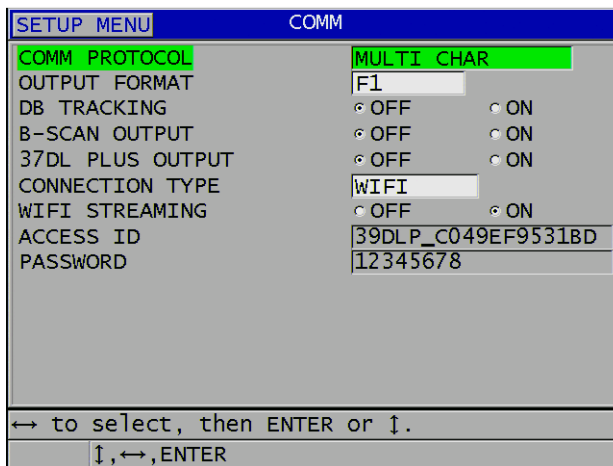 SETUP MENU COMM
COMM PROTOCOL MULTI CHAR
OUTPUT FORMAT F1
DB TRACKING OFF ON
B-SCAN OUTPUT OFF ON
37DL PLUS OUTPUT OFF ON
CONNECTION TYPE WIFI
WIFI STREAMING OFF ON
ACCESS ID 39DLP_C049EF9531BD
PASSWORD 12345678
↔ to select, then ENTER or ↕.
↕,↔,ENTER